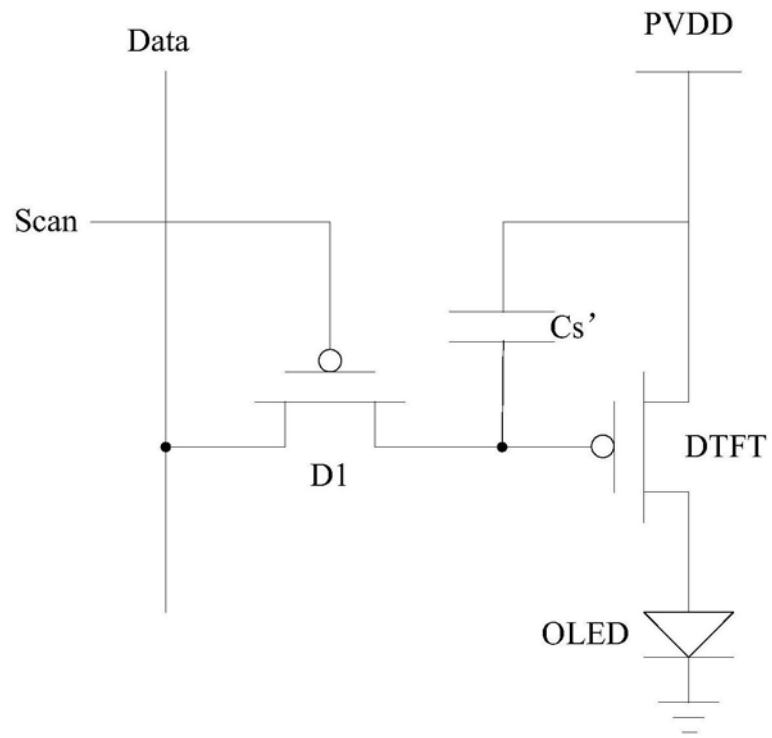 PVDD
Data
Scan
Cs’
DTFT
D1
OLED